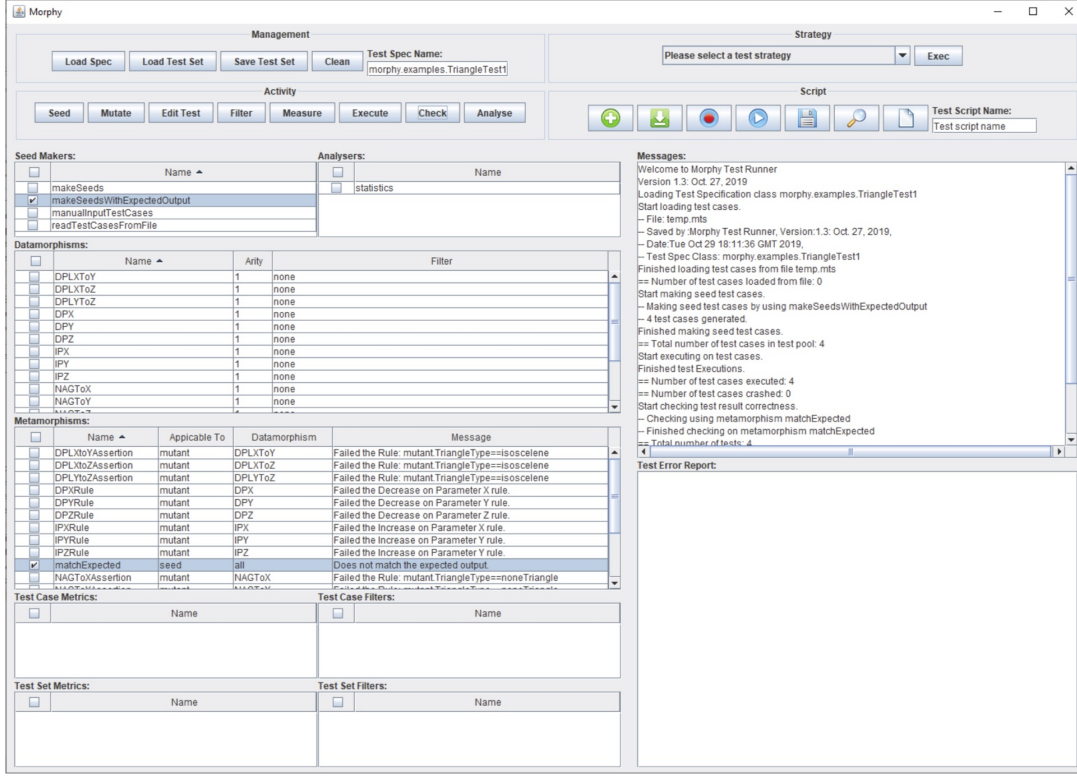 Morphy
Management
Load Spec Load Test Set Save Test Set Clean Test Spec Name:
morphy.examples.TriangleTest1
Strategy
Please select a test strategy Exec
Activity
Seed Mutate Edit Test Filter Measure Execute Check Analyse
Script
Test Script Name:
Test script name
Seed Makers:
Name
makeSeeds
makeSeedsWithExpectedOutput
manualInputTestCases
readTestCasesFromFile
Analysers:
Name
statistics
Datamorphisms:
Name Arity Filter
DPLXToY 1 none
DPLXToZ 1 none
DPLYToZ 1 none
DPX 1 none
DPY 1 none
DPZ 1 none
IPX 1 none
IPY 1 none
IPZ 1 none
NAGToX 1 none
NAGToY 1 none
Metamorphisms:
Name Appicable To Datamorphism Message
DPLXtoYAssertion mutant DPLXToY Failed the Rule: mutant.TriangleType==isoscelene
DPLXtoZAssertion mutant DPLXToZ Failed the Rule: mutant.TriangleType==isoscelene
DPLYtoZAssertion mutant DPLYToZ Failed the Rule: mutant.TriangleType==isoscelene
DPXRule mutant DPX Failed the Decrease on Parameter X rule.
DPYRule mutant DPY Failed the Decrease on Parameter Y rule.
DPZRule mutant DPZ Failed the Decrease on Parameter Z rule.
IPXRule mutant IPX Failed the Increase on Parameter X rule.
IPYRule mutant IPY Failed the Increase on Parameter Y rule.
IPZRule mutant IPZ Failed the Increase on Parameter Y rule.
matchExpected seed all Does not match the expected output.
NAGToXAssertion mutant NAGToX Failed the Rule: mutant.TriangleType==noneTriangle
Test Case Metrics:
Name
Test Case Filters:
Name
Test Set Metrics:
Name
Test Set Filters:
Name
Messages:
Welcome to Morphy Test Runner
Version 1.3: Oct. 27, 2019
Loading Test Specification class morphy.examples.TriangleTest1
Start loading test cases.
-- File: temp.mts
-- Saved by :Morphy Test Runner, Version:1.3: Oct. 27, 2019,
-- Date:Tue Oct 29 18:11:36 GMT 2019,
-- Test Spec Class: morphy.examples.TriangleTest1
Finished loading test cases from file temp.mts
== Number of test cases loaded from file: 0
Start making seed test cases.
-- Making seed test cases by using makeSeedsWithExpectedOutput
-- 4 test cases generated.
Finished making seed test cases.
== Total number of test cases in test pool: 4
Start executing on test cases.
Finished test Executions.
== Number of test cases executed: 4
== Number of test cases crashed: 0
Start checking test result correctness.
-- Checking using metamorphism matchExpected
-- Finished checking on metamorphism matchExpected
== Total number of tests: 4
Test Error Report: